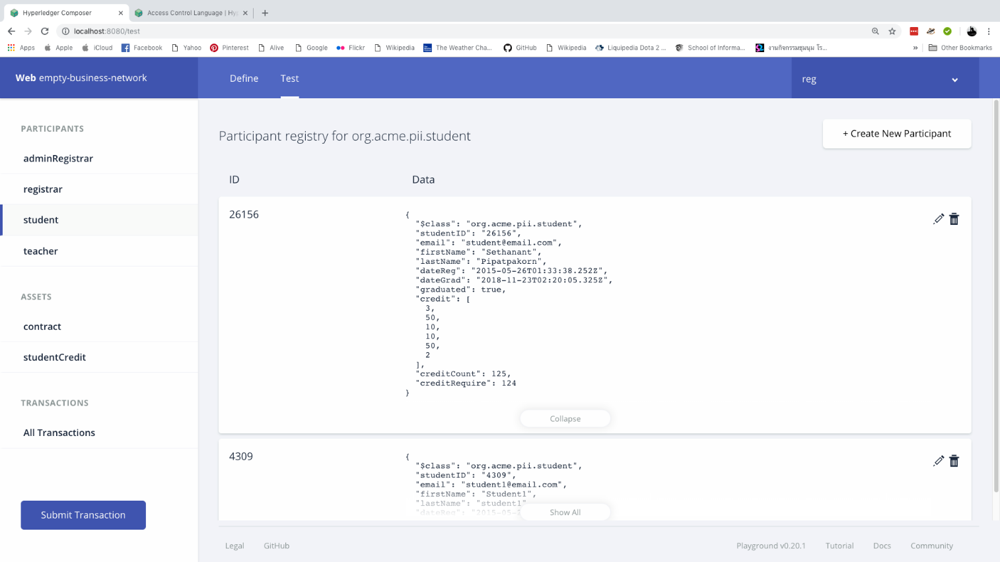 Hyperledger Composer
Access Control Language | Hy
localhost:8080/test
Apps Apple iCloud Facebook Yahoo Pinterest Alive Google Flickr Wikipedia The Weather Cha... GitHub Wikipedia Liquipedia Dota 2 ... School of Informa... งานกิจกรรมชุมนุม โร... » Other Bookmarks
Web empty-business-network
Define Test
reg
PARTICIPANTS
adminRegistrar
registrar
student
teacher
ASSETS
contract
studentCredit
TRANSACTIONS
All Transactions
Submit Transaction
Participant registry for org.acme.pii.student
+ Create New Participant
ID Data
26156
{
"$class": "org.acme.pii.student",
"studentID": "26156",
"email": "student@email.com",
"firstName": "Sethanant",
"lastName": "Pipatpakorn",
"dateReg": "2015-05-26T01:33:38.252Z",
"dateGrad": "2018-11-23T02:20:05.325Z",
"graduated": true,
"credit": [
3,
50,
10,
10,
50,
2
],
"creditCount": 125,
"creditRequire": 124
}
Collapse
4309
{
"$class": "org.acme.pii.student",
"studentID": "4309",
"email": "student1@email.com",
"firstName": "Student1",
"lastName": "student1"
"dateReg": "2015-05-2
Show All
Legal GitHub
Playground v0.20.1 Tutorial Docs Community